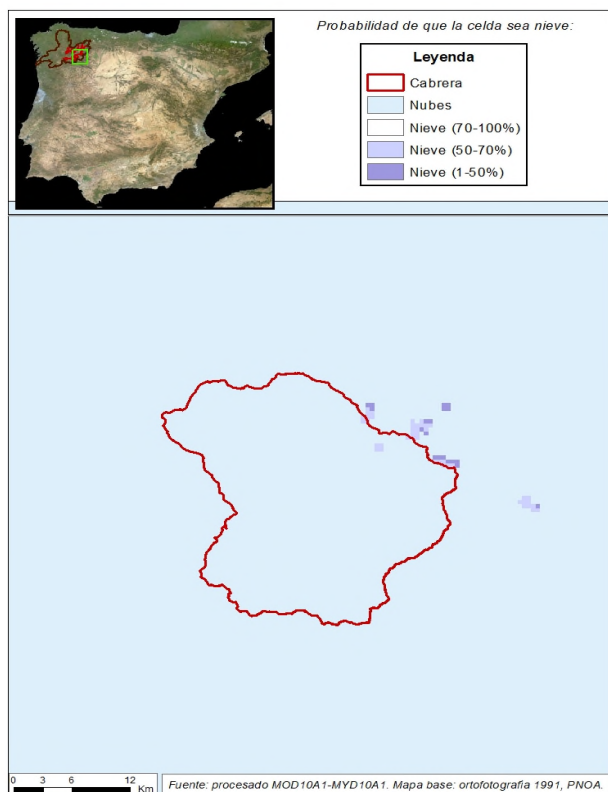 Probabilidad de que la celda sea nieve:
Leyenda
Cabrera
Nubes
Nieve (70-100%)
Nieve (50-70%)
Nieve (1-50%)
0 3 6 12
Km
Fuente: procesado MOD10A1-MYD10A1. Mapa base: ortofotografía 1991, PNOA.